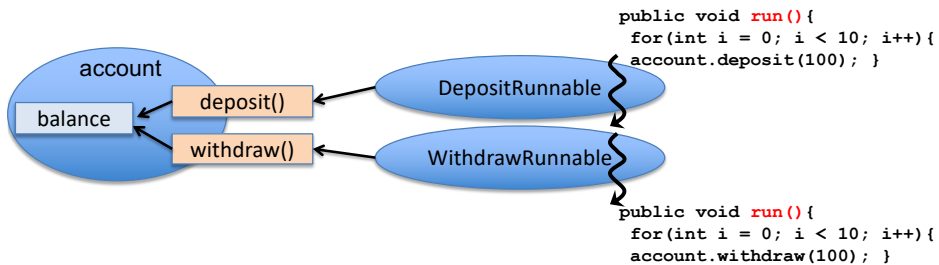 public void run(){
for(int i = 0; i < 10; i++){
account.deposit(100); }
account
deposit()
DepositRunnable
balance
withdraw()
WithdrawRunnable
public void run(){
for(int i = 0; i < 10; i++){
account.withdraw(100); }